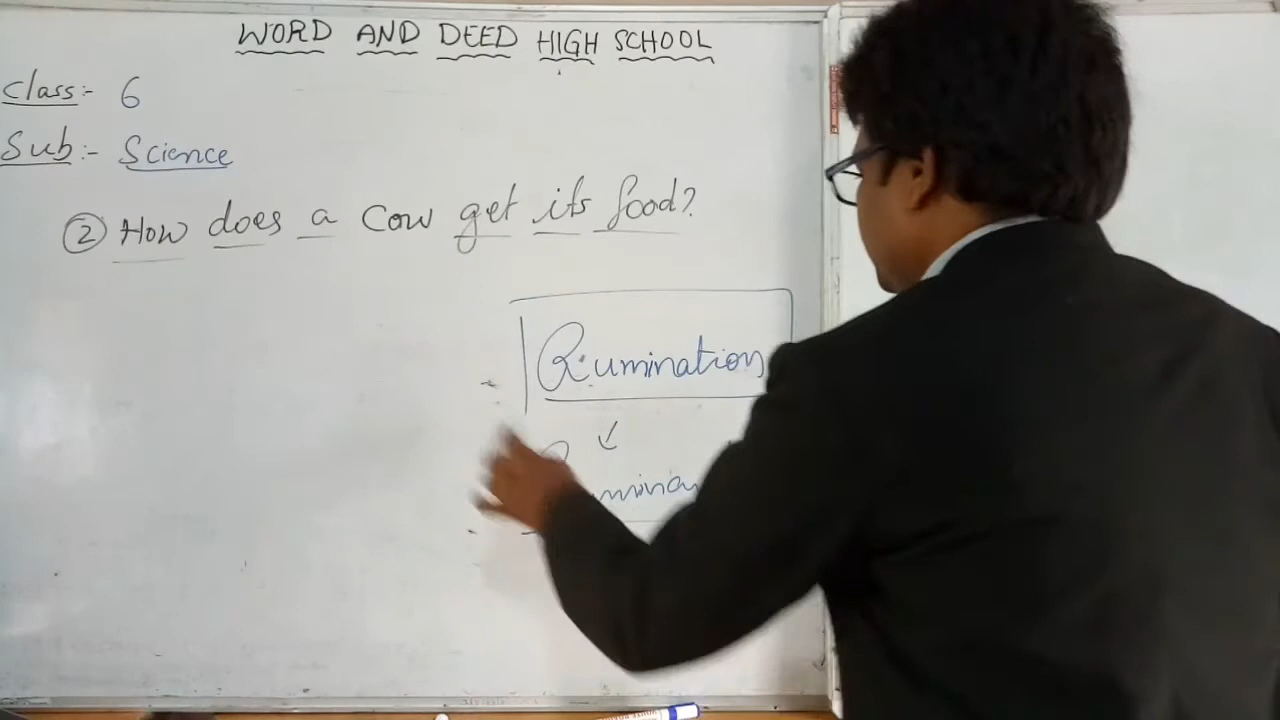 WORD AND DEED HIGH SCHOOL
Class:- 6
Sub:- Science
② How does a Cow get its food?
Rumination